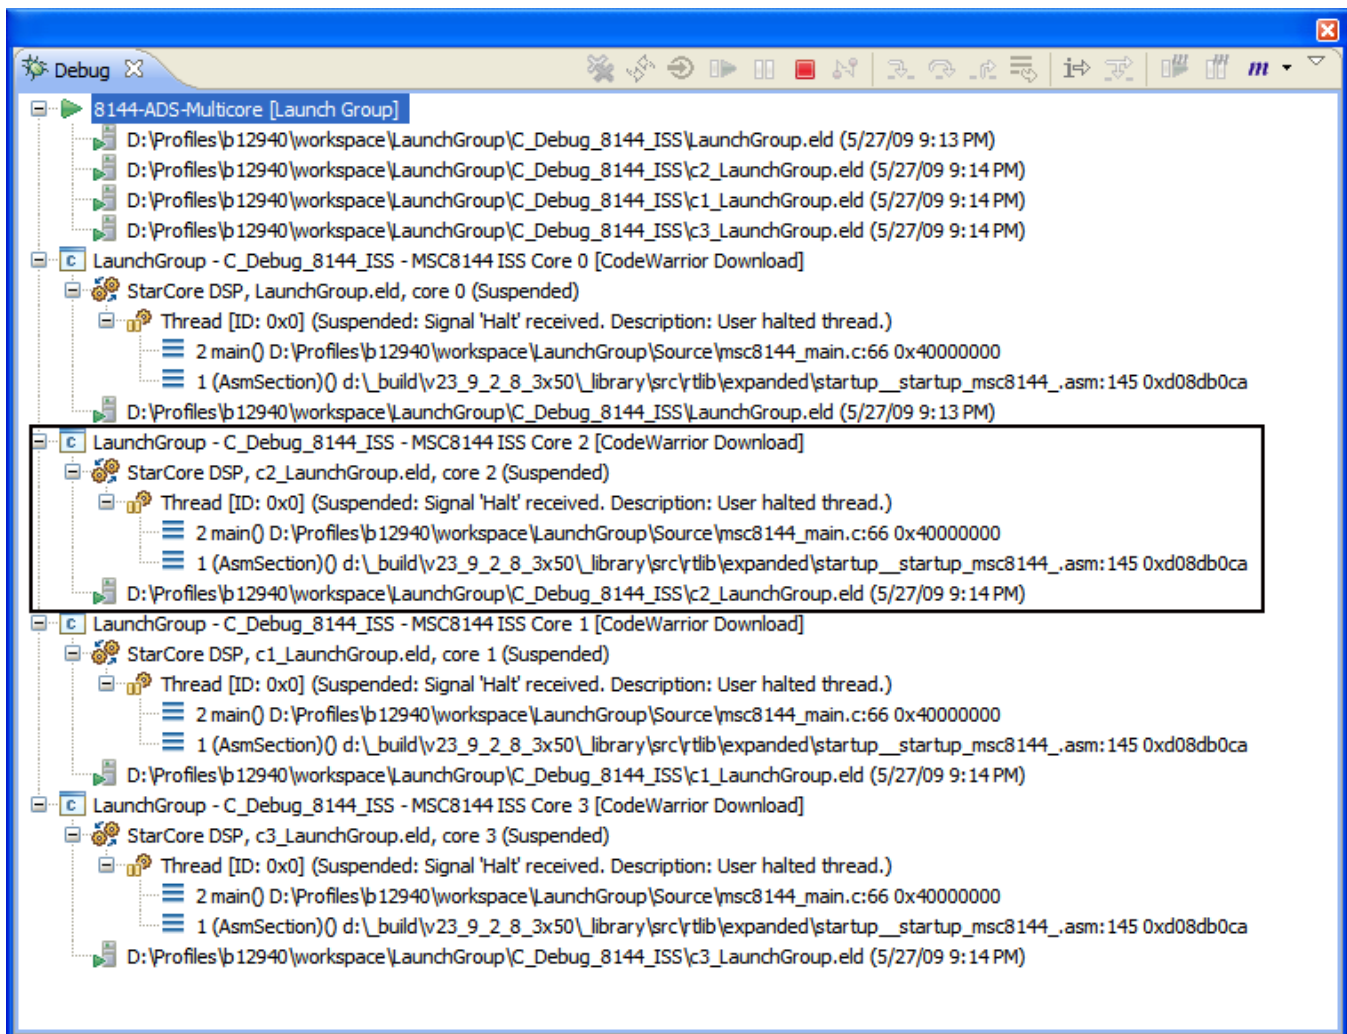 Debug
m
8144-ADS-Multicore [Launch Group]
D:\Profiles\b12940\workspace\LaunchGroup\C_Debug_8144_ISS\LaunchGroup.eld (5/27/09 9:13 PM)
D:\Profiles\b12940\workspace\LaunchGroup\C_Debug_8144_ISS\c2_LaunchGroup.eld (5/27/09 9:14 PM)
D:\Profiles\b12940\workspace\LaunchGroup\C_Debug_8144_ISS\c1_LaunchGroup.eld (5/27/09 9:14 PM)
D:\Profiles\b12940\workspace\LaunchGroup\C_Debug_8144_ISS\c3_LaunchGroup.eld (5/27/09 9:14 PM)
LaunchGroup - C_Debug_8144_ISS - MSC8144 ISS Core 0 [CodeWarrior Download]
StarCore DSP, LaunchGroup.eld, core 0 (Suspended)
Thread [ID: 0x0] (Suspended: Signal 'Halt' received. Description: User halted thread.)
2 main() D:\Profiles\b12940\workspace\LaunchGroup\Source\msc8144_main.c:66 0x40000000
1 (AsmSection)() d:\_build\v23_9_2_8_3x50\_library\src\rtlib\expanded\startup__startup_msc8144_.asm:145 0xd08db0ca
D:\Profiles\b12940\workspace\LaunchGroup\C_Debug_8144_ISS\LaunchGroup.eld (5/27/09 9:13 PM)
LaunchGroup - C_Debug_8144_ISS - MSC8144 ISS Core 2 [CodeWarrior Download]
StarCore DSP, c2_LaunchGroup.eld, core 2 (Suspended)
Thread [ID: 0x0] (Suspended: Signal 'Halt' received. Description: User halted thread.)
2 main() D:\Profiles\b12940\workspace\LaunchGroup\Source\msc8144_main.c:66 0x40000000
1 (AsmSection)() d:\_build\v23_9_2_8_3x50\_library\src\rtlib\expanded\startup__startup_msc8144_.asm:145 0xd08db0ca
D:\Profiles\b12940\workspace\LaunchGroup\C_Debug_8144_ISS\c2_LaunchGroup.eld (5/27/09 9:14 PM)
LaunchGroup - C_Debug_8144_ISS - MSC8144 ISS Core 1 [CodeWarrior Download]
StarCore DSP, c1_LaunchGroup.eld, core 1 (Suspended)
Thread [ID: 0x0] (Suspended: Signal 'Halt' received. Description: User halted thread.)
2 main() D:\Profiles\b12940\workspace\LaunchGroup\Source\msc8144_main.c:66 0x40000000
1 (AsmSection)() d:\_build\v23_9_2_8_3x50\_library\src\rtlib\expanded\startup__startup_msc8144_.asm:145 0xd08db0ca
D:\Profiles\b12940\workspace\LaunchGroup\C_Debug_8144_ISS\c1_LaunchGroup.eld (5/27/09 9:14 PM)
LaunchGroup - C_Debug_8144_ISS - MSC8144 ISS Core 3 [CodeWarrior Download]
StarCore DSP, c3_LaunchGroup.eld, core 3 (Suspended)
Thread [ID: 0x0] (Suspended: Signal 'Halt' received. Description: User halted thread.)
2 main() D:\Profiles\b12940\workspace\LaunchGroup\Source\msc8144_main.c:66 0x40000000
1 (AsmSection)() d:\_build\v23_9_2_8_3x50\_library\src\rtlib\expanded\startup__startup_msc8144_.asm:145 0xd08db0ca
D:\Profiles\b12940\workspace\LaunchGroup\C_Debug_8144_ISS\c3_LaunchGroup.eld (5/27/09 9:14 PM)